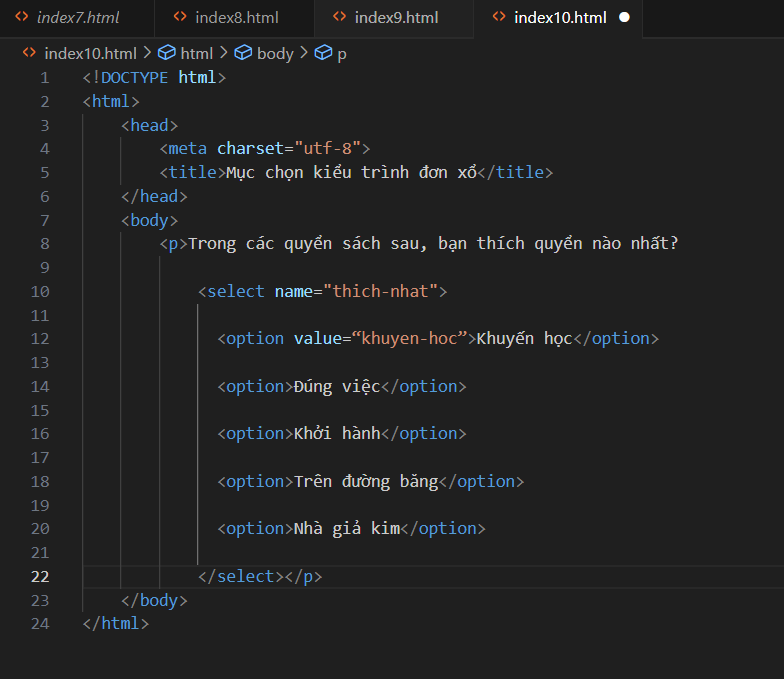 index7.html index8.html index9.html index10.html
index10.html > html > body > p
1 <!DOCTYPE html>
2 <html>
3 <head>
4 <meta charset="utf-8">
5 <title>Mục chọn kiểu trình đơn xổ</title>
6 </head>
7 <body>
8 <p>Trong các quyển sách sau, bạn thích quyển nào nhất?
9
10 <select name="thich-nhat">
11
12 <option value=“khuyen-hoc”>Khuyến học</option>
13
14 <option>Đúng việc</option>
15
16 <option>Khởi hành</option>
17
18 <option>Trên đường băng</option>
19
20 <option>Nhà giả kim</option>
21
22 </select></p>
23 </body>
24 </html>